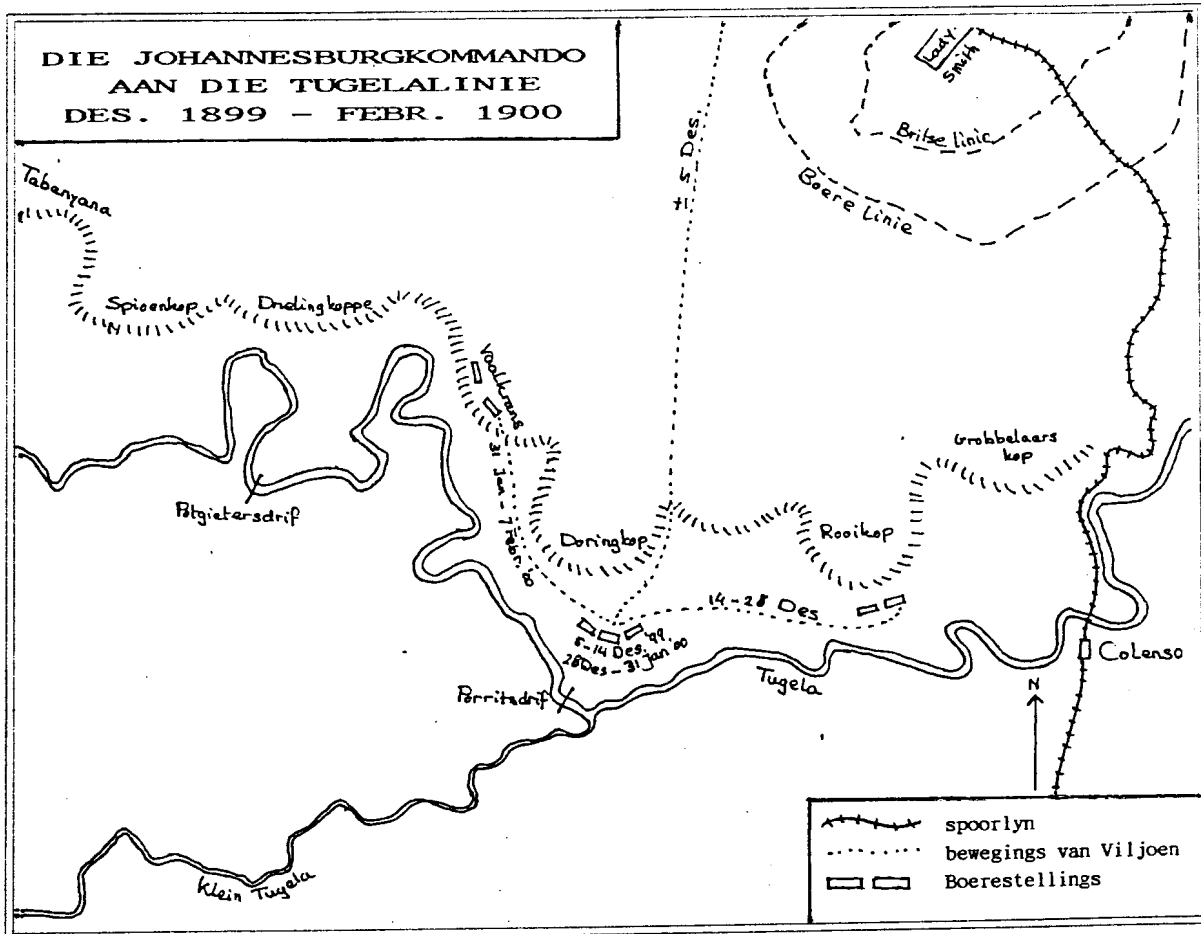 DIE JOHANNESBURGKOMMANDO
AAN DIE TUGELALINIE
DES. 1899 – FEBR. 1900
Lady
Smith
Britse linie
Boere Linie
± 5 Des
Tabanyana
Spioenkop
Drielingkoppe
Vaalkrans
31 Jan – 7 Febr. 00
Grobbelaars
kop
Potgietersdrif
Doringkop
Rooikop
14 – 28 Des
5 – 14 Des. '99.
28 Des – 31 Jan 00
Colenso
Tugela
Porritsdrif
N
Klein Tugela
spoorlyn
bewegings van Viljoen
Boerestellings